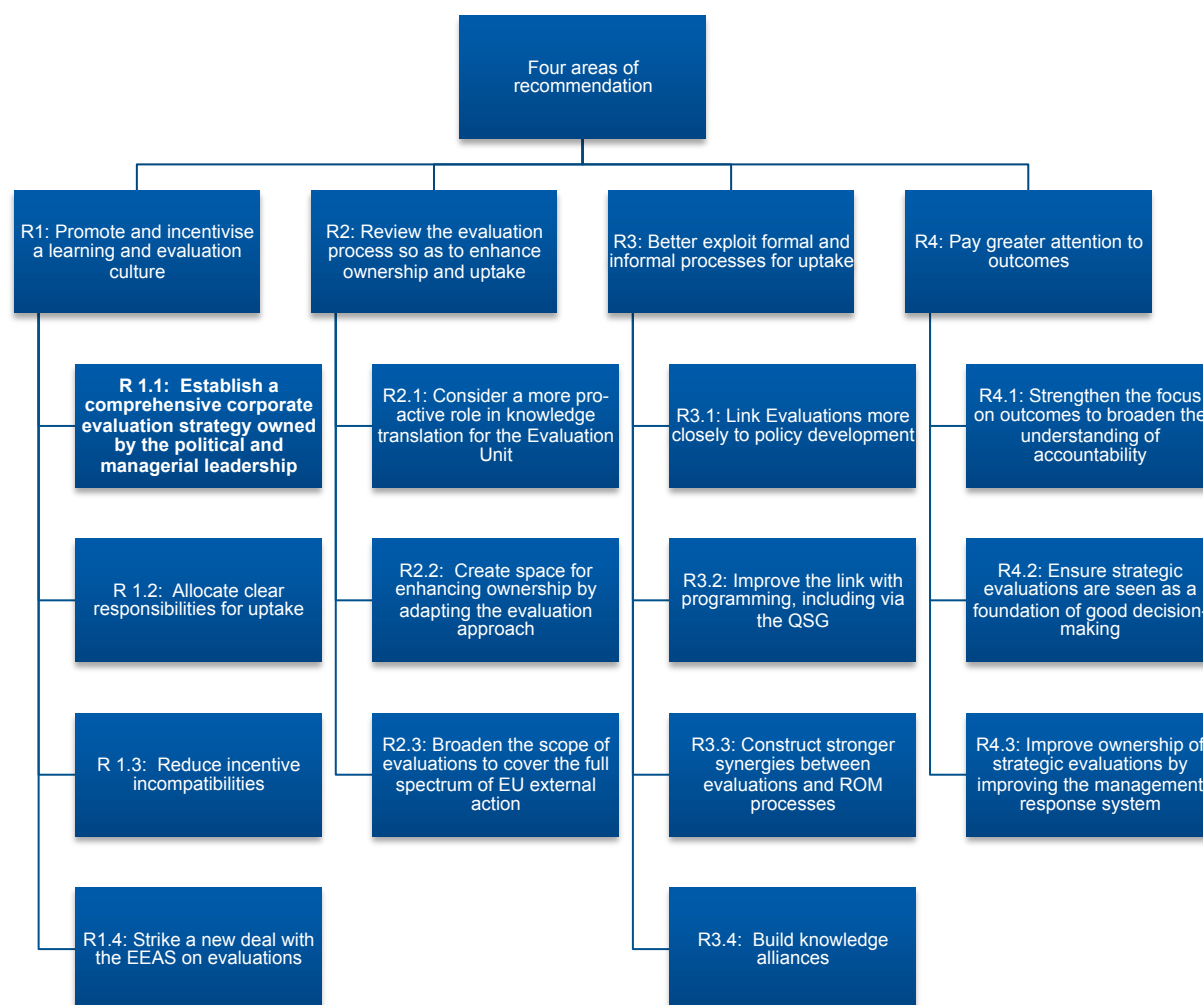 Four areas of
recommendation
R1: Promote and incentivise
a learning and evaluation
culture
R2: Review the evaluation
process so as to enhance
ownership and uptake
R3: Better exploit formal and
informal processes for uptake
R4: Pay greater attention to
outcomes
R 1.1:  Establish a
comprehensive corporate
evaluation strategy owned
by the political and
managerial leadership
R2.1: Consider a more pro-
active role in knowledge
translation for the Evaluation
Unit
R3.1: Link Evaluations more
closely to policy development
R4.1: Strengthen the focus
on outcomes to broaden the
understanding of
accountability
R 1.2:  Allocate clear
responsibilities for uptake
R2.2:  Create space for
enhancing ownership by
adapting the evaluation
approach
R3.2: Improve the link with
programming, including via
the QSG
R4.2: Ensure strategic
evaluations are seen as a
foundation of good decision-
making
R 1.3:  Reduce incentive
incompatibilities
R2.3: Broaden the scope of
evaluations to cover the full
spectrum of EU external
action
R3.3: Construct stronger
synergies between
evaluations and ROM
processes
R4.3: Improve ownership of
strategic evaluations by
improving the management
response system
R1.4: Strike a new deal with
the EEAS on evaluations
R3.4:  Build knowledge
alliances